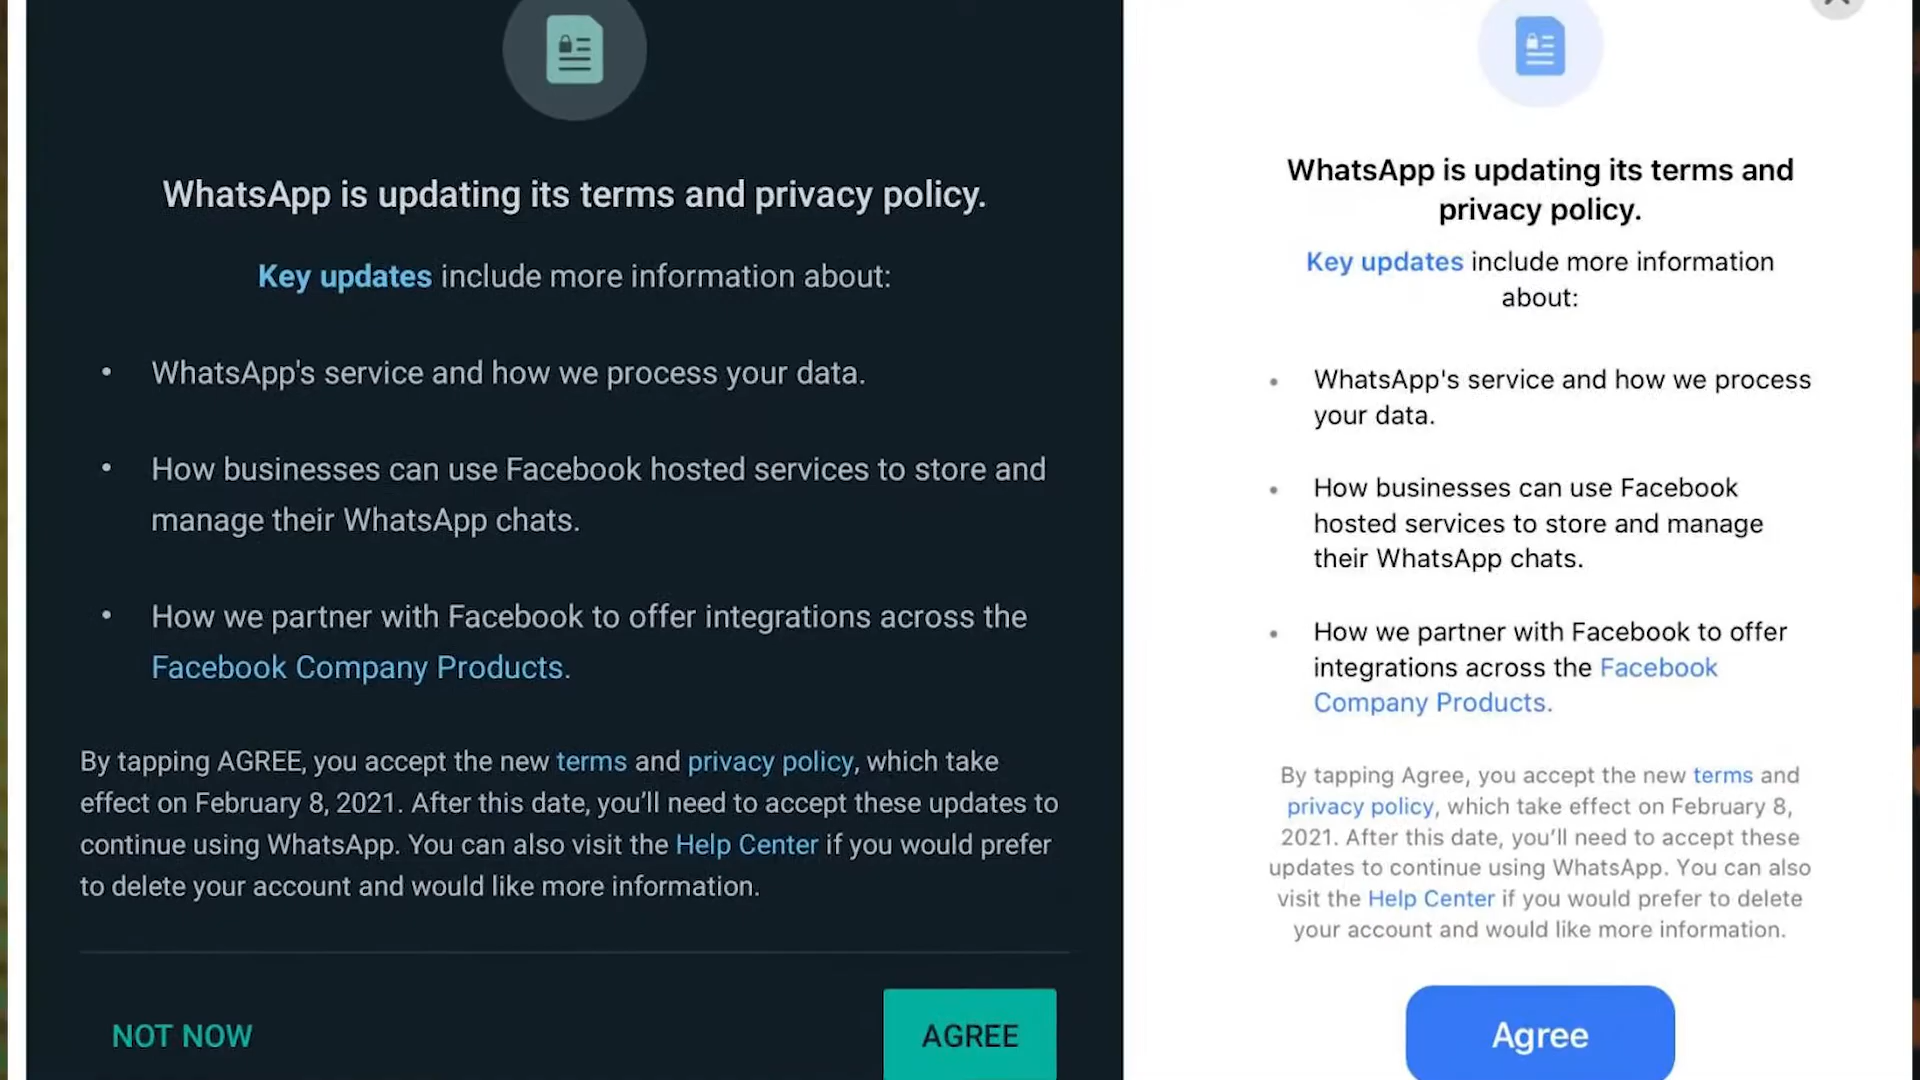 WhatsApp is updating its terms and privacy policy.
Key updates include more information about:
• WhatsApp's service and how we process your data.
• How businesses can use Facebook hosted services to store and
manage their WhatsApp chats.
• How we partner with Facebook to offer integrations across the
Facebook Company Products.
By tapping AGREE, you accept the new terms and privacy policy, which take
effect on February 8, 2021. After this date, you’ll need to accept these updates to
continue using WhatsApp. You can also visit the Help Center if you would prefer
to delete your account and would like more information.
NOT NOW
AGREE
WhatsApp is updating its terms and
privacy policy.
Key updates include more information
about:
• WhatsApp's service and how we process
your data.
• How businesses can use Facebook
hosted services to store and manage
their WhatsApp chats.
• How we partner with Facebook to offer
integrations across the Facebook
Company Products.
By tapping Agree, you accept the new terms and
privacy policy, which take effect on February 8,
2021. After this date, you’ll need to accept these
updates to continue using WhatsApp. You can also
visit the Help Center if you would prefer to delete
your account and would like more information.
Agree